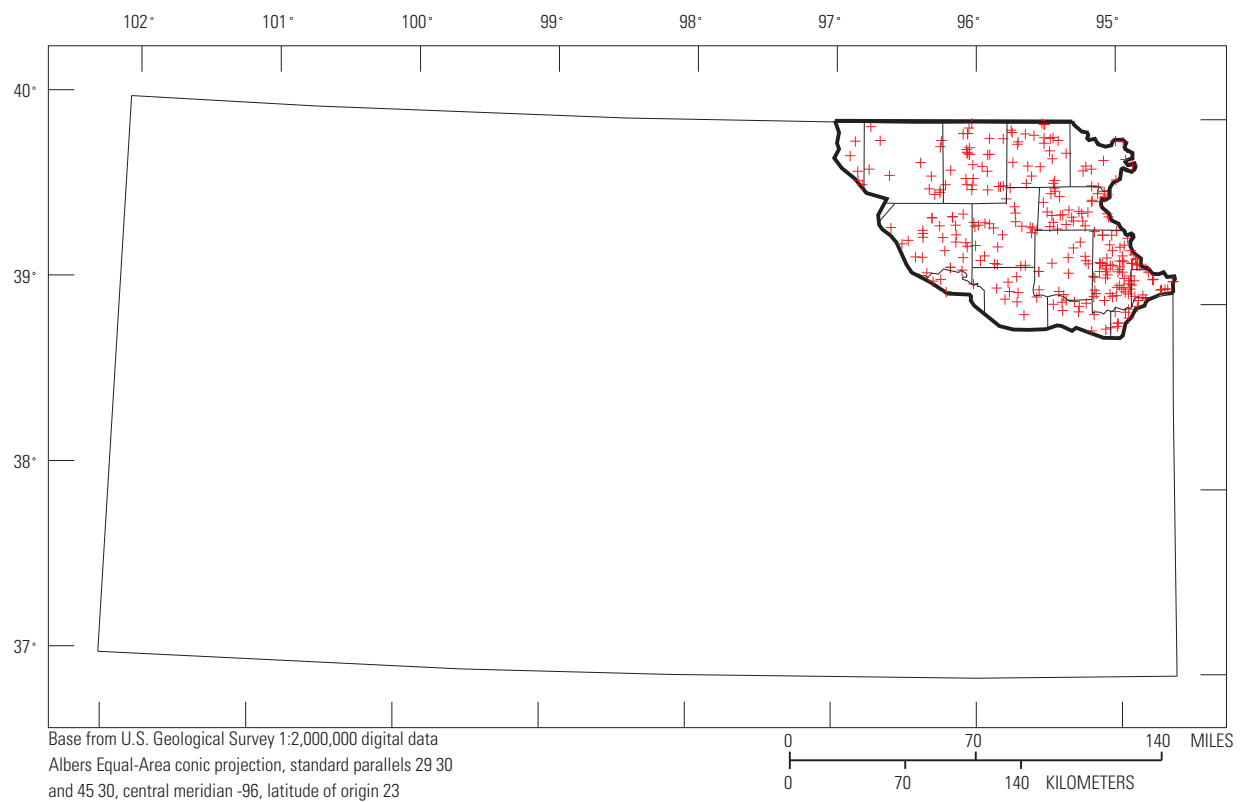 102° 101° 100° 99° 98° 97° 96° 95°
40°
39°
38°
37°
Base from U.S. Geological Survey 1:2,000,000 digital data
Albers Equal-Area conic projection, standard parallels 29 30
and 45 30, central meridian -96, latitude of origin 23
0 70 140 MILES
0 70 140 KILOMETERS